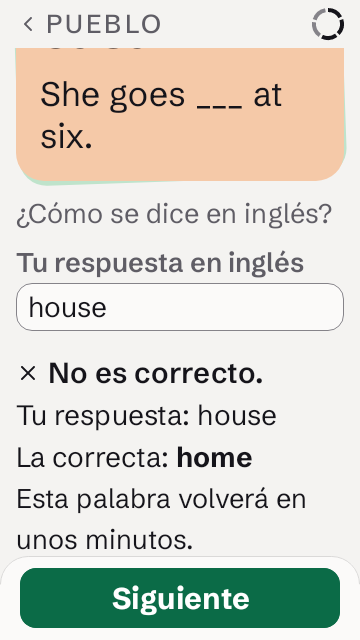 PUEBLO
She goes ___ at
six.
¿Cómo se dice en inglés?
Tu respuesta en inglés
house
× No es correcto.
Tu respuesta: house
La correcta: home
Esta palabra volverá en
unos minutos.
Siguiente